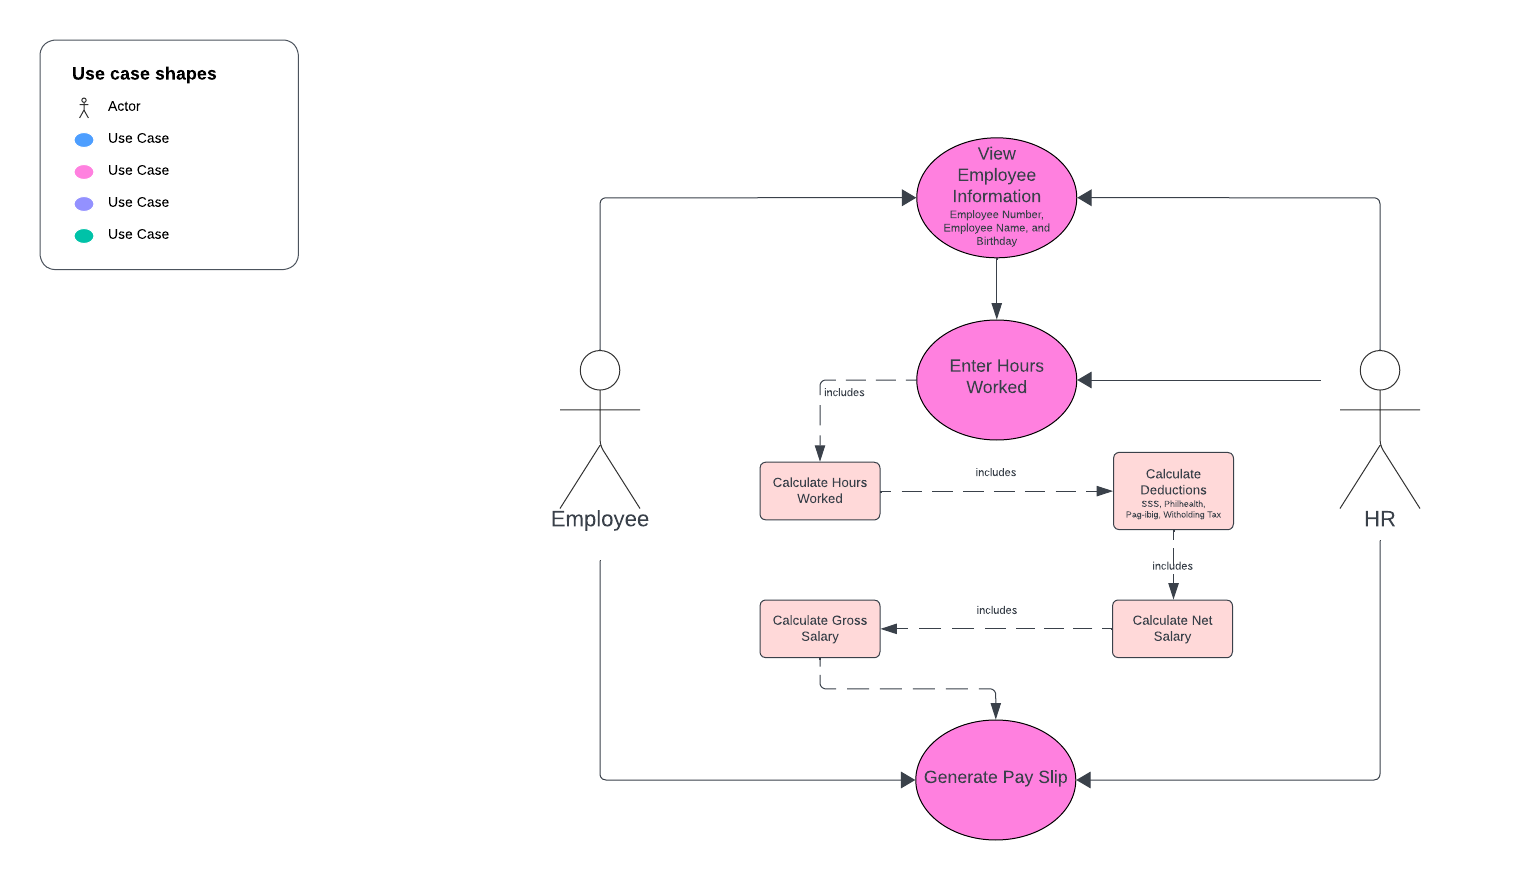 Use case shapes
Actor
Use Case
Use Case
Use Case
Use Case
View
Employee
Information
Employee Number,
Employee Name, and
Birthday
Enter Hours
Worked
includes
Calculate Hours
Worked
includes
Calculate
Deductions
SSS, Philhealth,
Pag-ibig, Witholding Tax
Employee
HR
includes
Calculate Gross
Salary
includes
Calculate Net
Salary
Generate Pay Slip